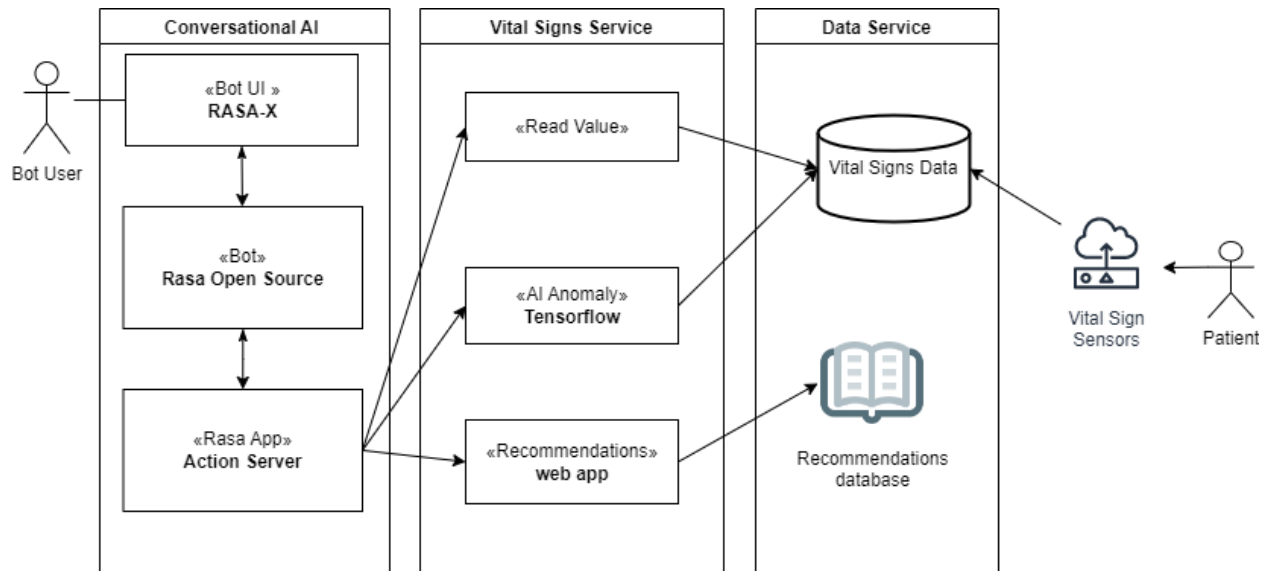 Conversational AI
Vital Signs Service
Data Service
«Bot UI »
RASA-X
Bot User
«Bot»
Rasa Open Source
«Rasa App»
Action Server
«Read Value»
«AI Anomaly»
Tensorflow
«Recommendations»
web app
Vital Signs Data
Recommendations
database
Vital Sign
Sensors
Patient